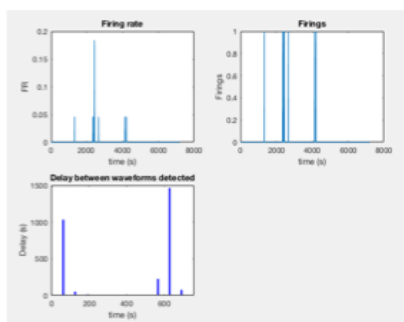 Firing rate
0.2
0.15
0.1
0.05
0
FR
0 2000 4000 6000 8000
time (s)
Firings
1
0.8
0.6
0.4
0.2
0
Firings
0 2000 4000 6000 8000
time (s)
Delay between waveforms detected
1500
1000
500
0
Delay (s)
0 200 400 600
time (s)